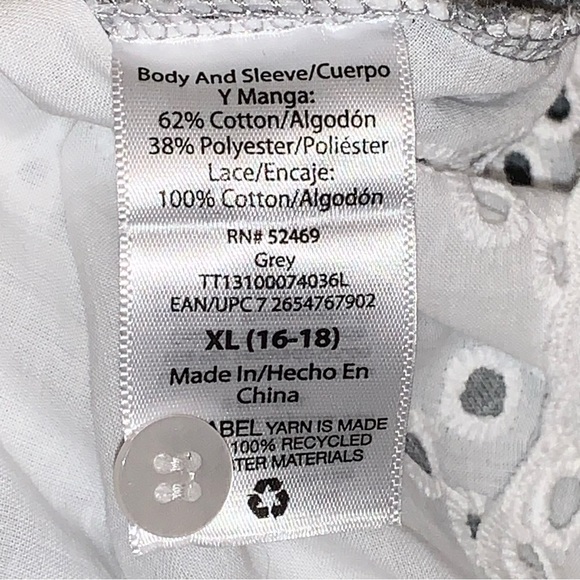 Body And Sleeve/Cuerpo
Y Manga:
62% Cotton/Algodón
38% Polyester/Poliéster
Lace/Encaje:
100% Cotton/Algodón
RN# 52469
Grey
TT13100074036L
EAN/UPC 7 2654767902
XL (16-18)
Made In/Hecho En
China
YARN IS MADE
100% RECYCLED
MATERIALS